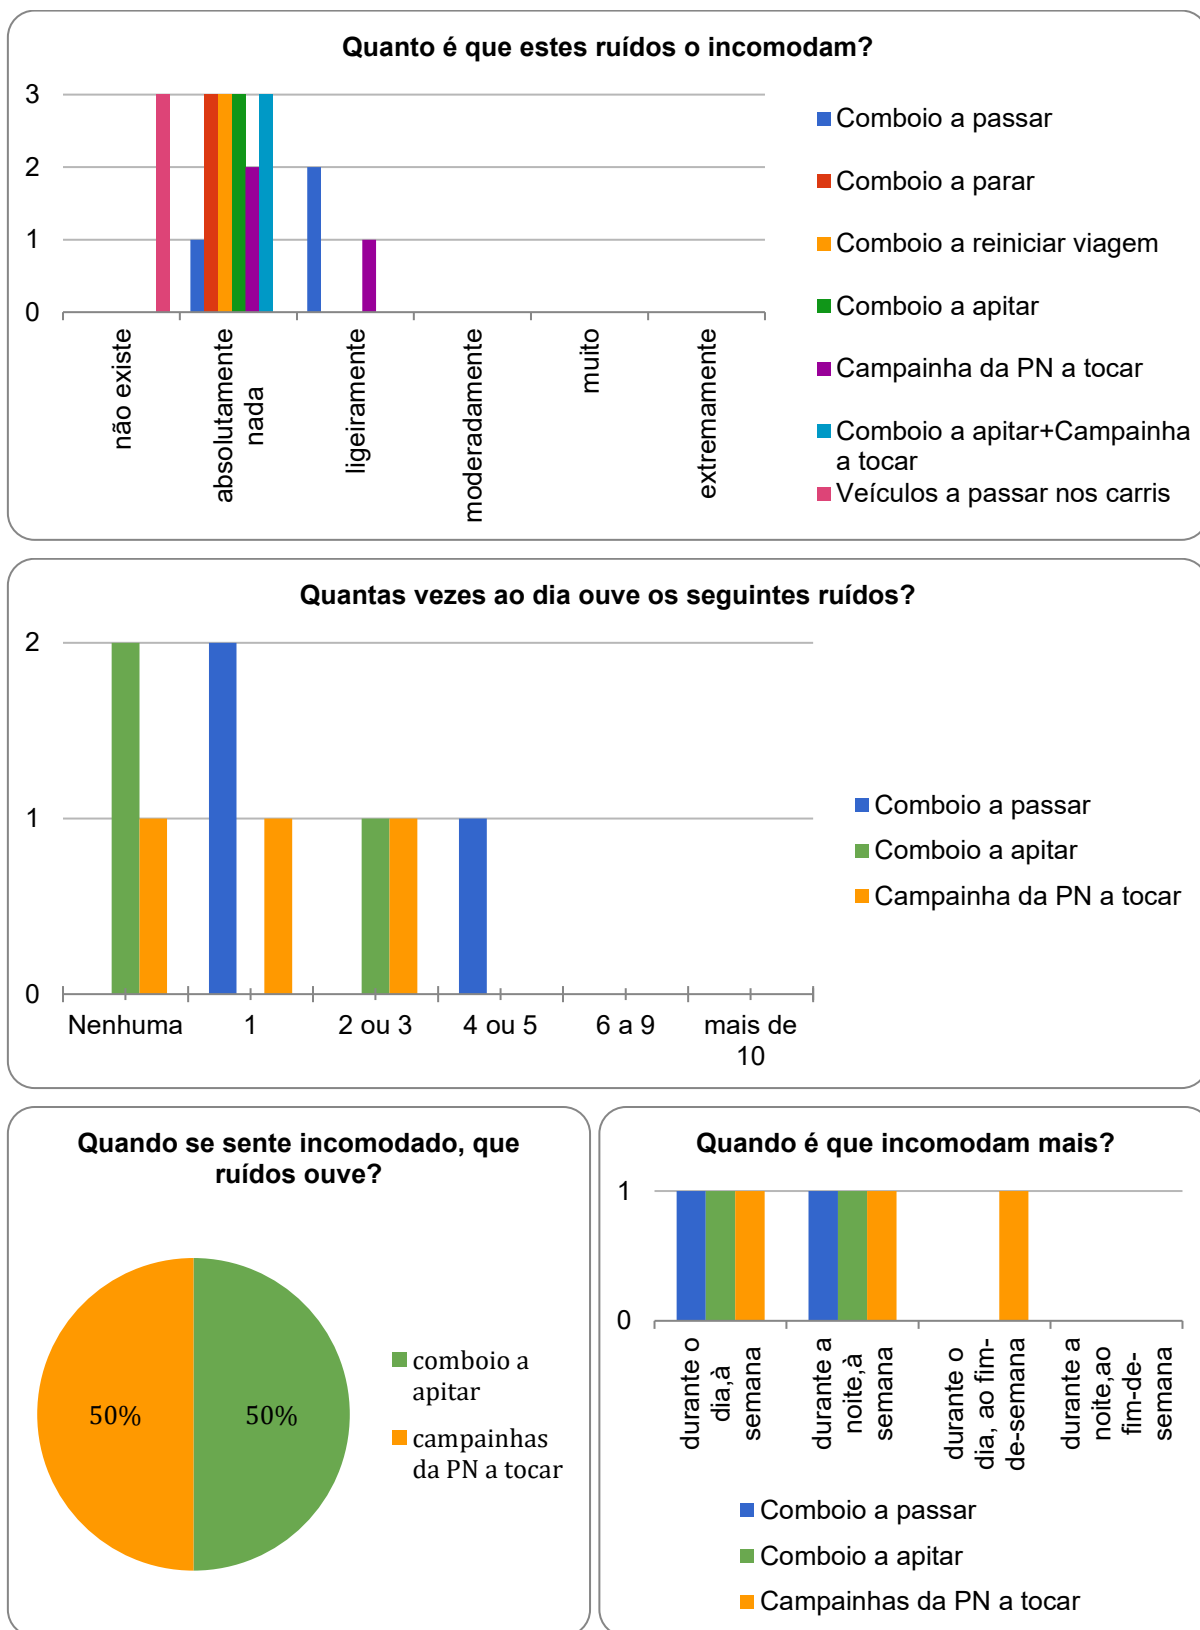 Quanto é que estes ruídos o incomodam?
3
2
1
0
não existe
absolutamente
nada
ligeiramente
moderadamente
muito
extremamente
Comboio a passar
Comboio a parar
Comboio a reiniciar viagem
Comboio a apitar
Campainha da PN a tocar
Comboio a apitar+Campainha
a tocar
Veículos a passar nos carris
Quantas vezes ao dia ouve os seguintes ruídos?
2
1
0
Nenhuma
1
2 ou 3
4 ou 5
6 a 9
mais de
10
Comboio a passar
Comboio a apitar
Campainha da PN a tocar
Quando se sente incomodado, que
ruídos ouve?
50%
50%
comboio a
apitar
campainhas
da PN a tocar
Quando é que incomodam mais?
1
0
durante o
dia,à
semana
durante a
noite,à
semana
durante o
dia, ao fim-
de-semana
durante a
noite,ao
fim-de-
semana
Comboio a passar
Comboio a apitar
Campainhas da PN a tocar